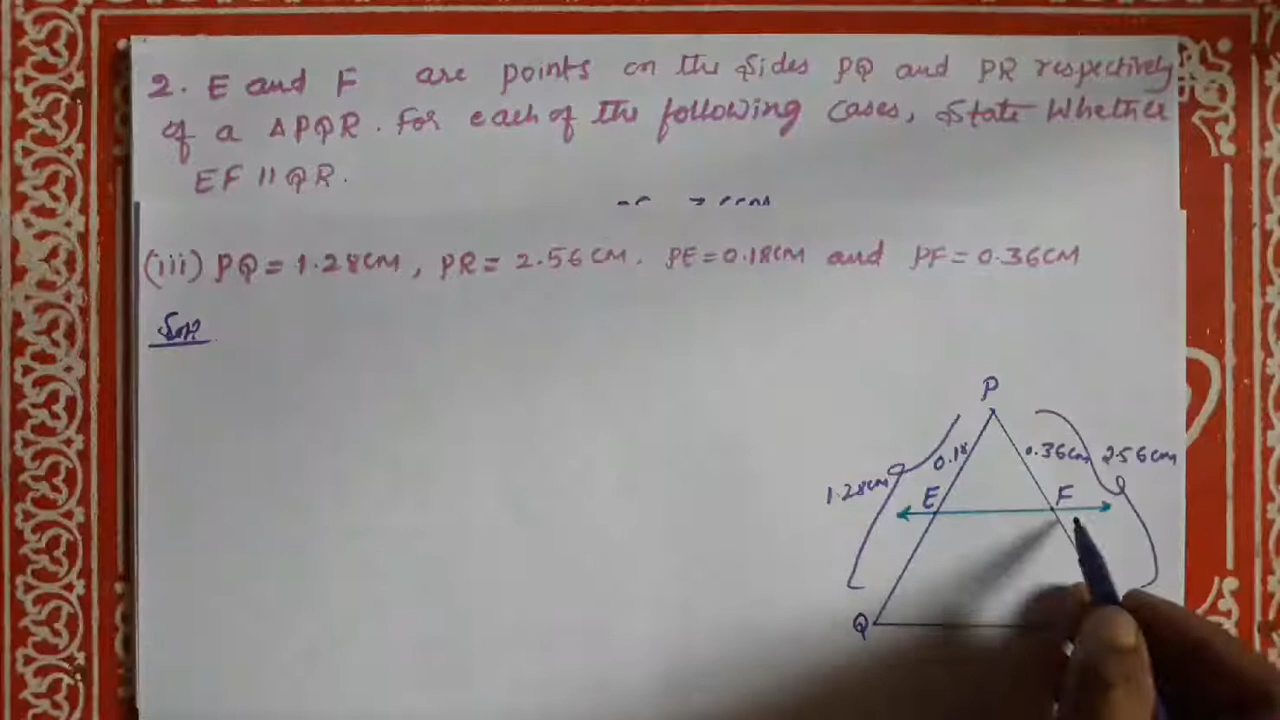 2. E and F are points on the sides PQ and PR respectively
of a ΔPQR. For each of the following cases, State Whether
EF || QR.
(iii) PQ = 1.28CM, PR = 2.56CM. PE = 0.18CM and PF = 0.36CM
Sol?
P
0.18
0.36cm
2.56cm
1.28cm
E
F
Q